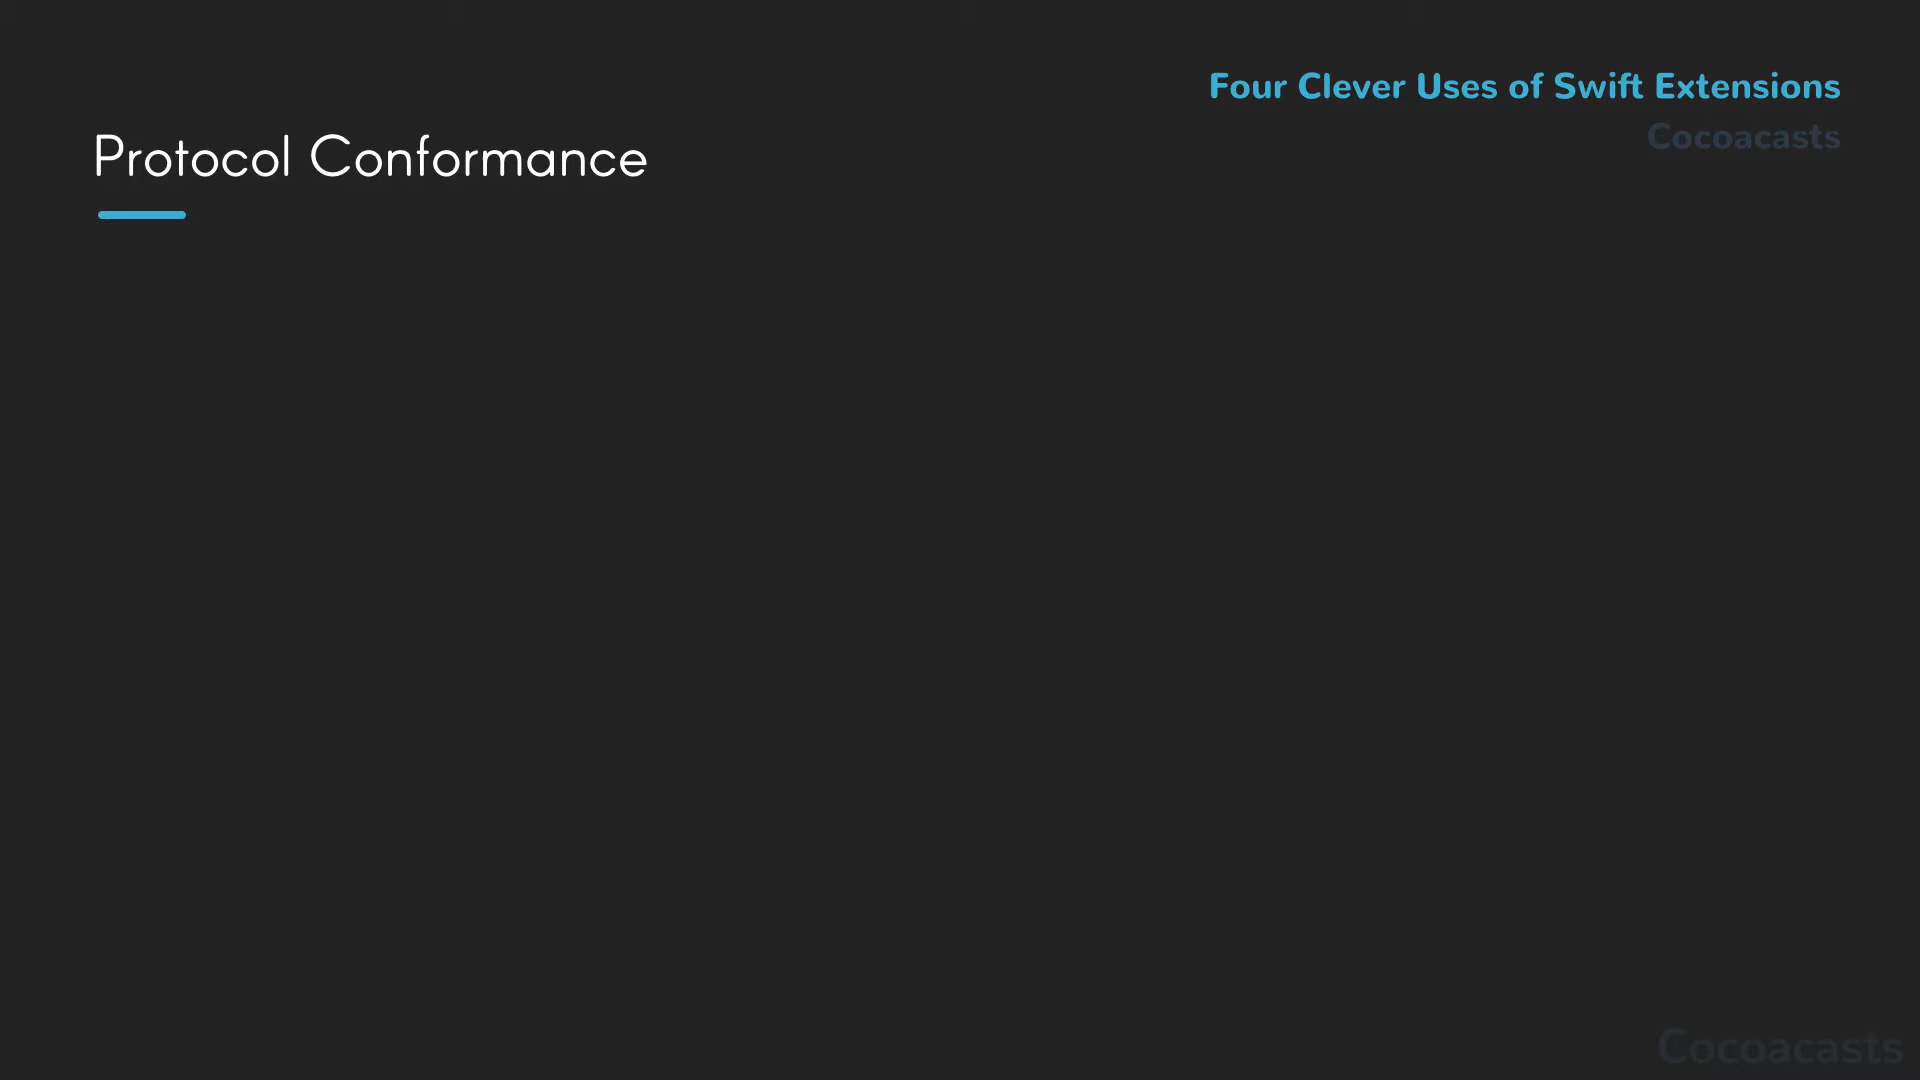 Four Clever Uses of Swift Extensions
Cocoacasts
Protocol Conformance
Cocoacasts